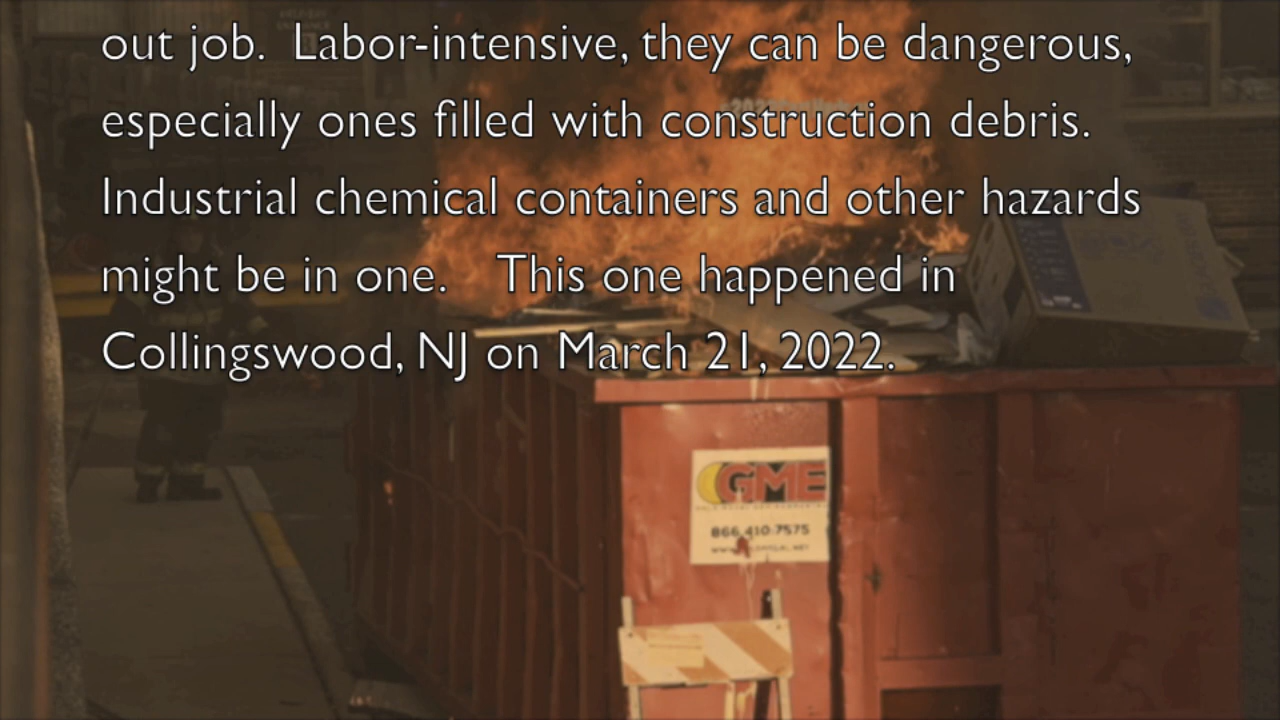 out job.  Labor-intensive, they can be dangerous,
especially ones filled with construction debris.
Industrial chemical containers and other hazards
might be in one.    This one happened in
Collingswood, NJ on March 21, 2022.
GME
866.410.7575